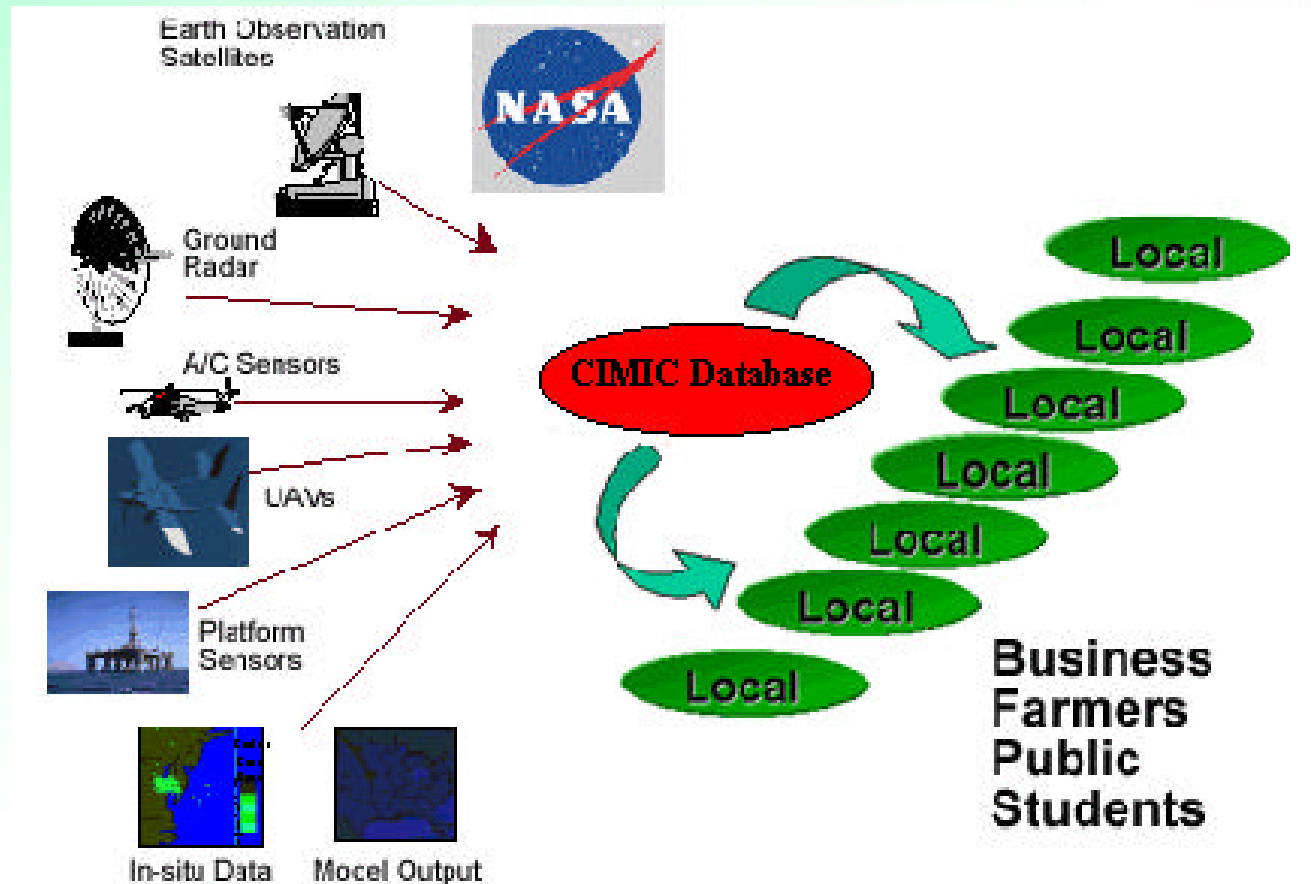 Earth Observation
Satellites
NASA
Ground
Radar
A/C Sensors
UAVs
Platform
Sensors
In-situ Data
Mocel Output
CIMIC Database
Local
Local
Local
Local
Local
Local
Local
Business
Farmers
Public
Students